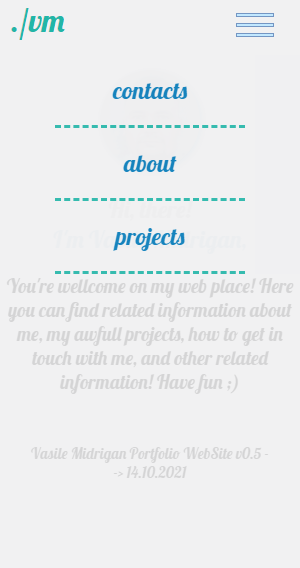 ./vm
contacts
about
projects
You're wellcome on my web place! Here
you can find related information about
me, my awfull projects, how to get in
touch with me, and other related
information! Have fun ;)
Vasile Midrigan Portfolio WebSite v0.5 -
-> 14.10.2021